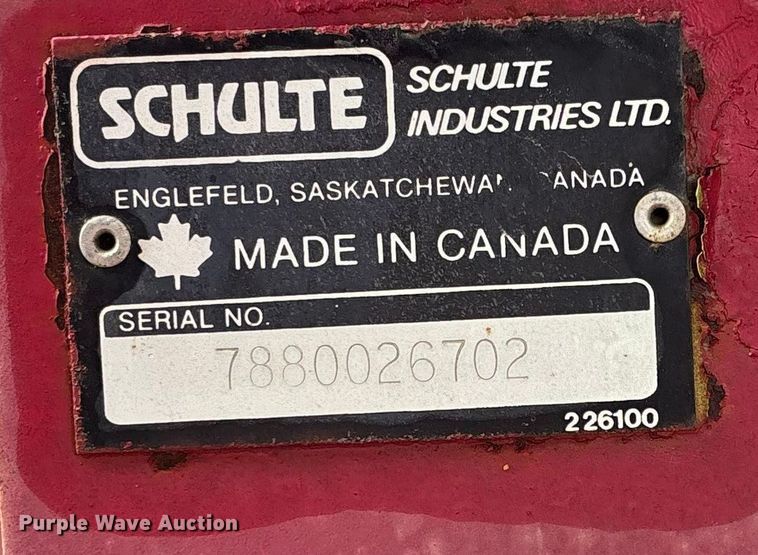 SCHULTE
SCHULTE
INDUSTRIES LTD.
ENGLEFELD, SASKATCHEWAN, CANADA
MADE IN CANADA
SERIAL NO.
7880026702
226100
Purple Wave Auction